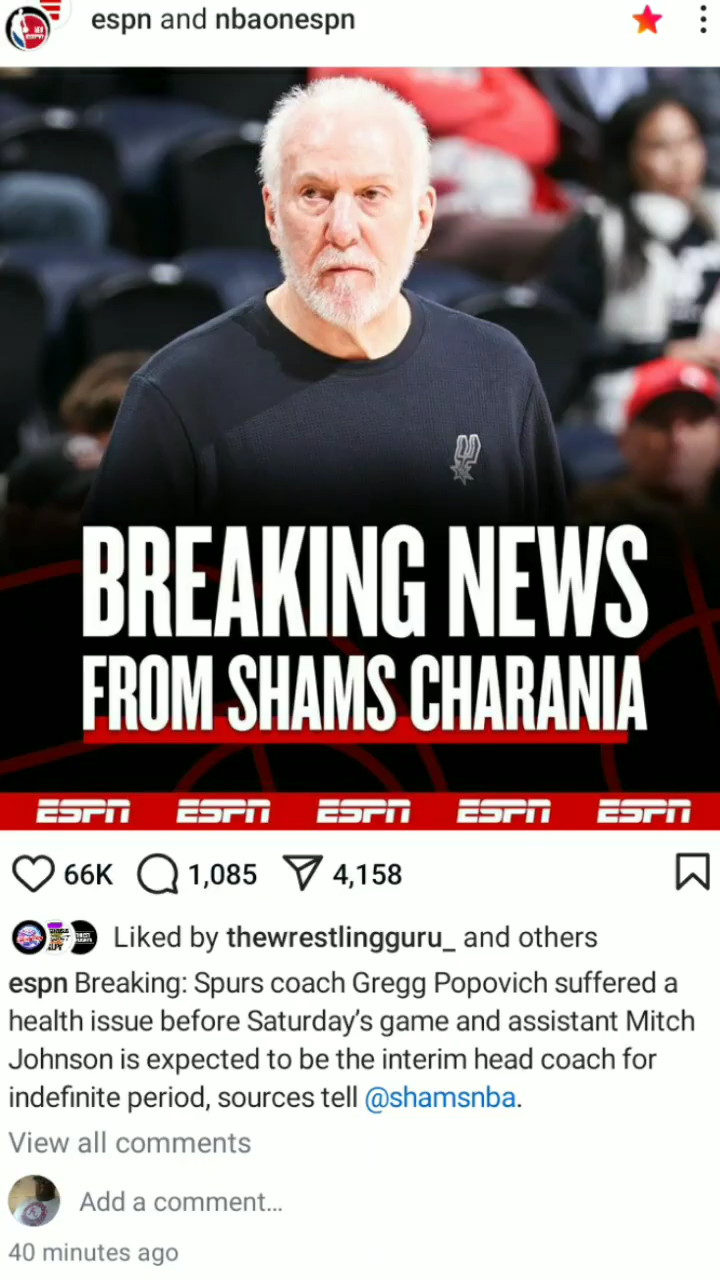 espn and nbaonespn
BREAKING NEWS
FROM SHAMS CHARANIA
ESPN ESPN ESPN ESPN ESPN
66K 1,085 4,158
Liked by thewrestlingguru_ and others
espn Breaking: Spurs coach Gregg Popovich suffered a
health issue before Saturday’s game and assistant Mitch
Johnson is expected to be the interim head coach for
indefinite period, sources tell @shamsnba.
View all comments
Add a comment...
40 minutes ago